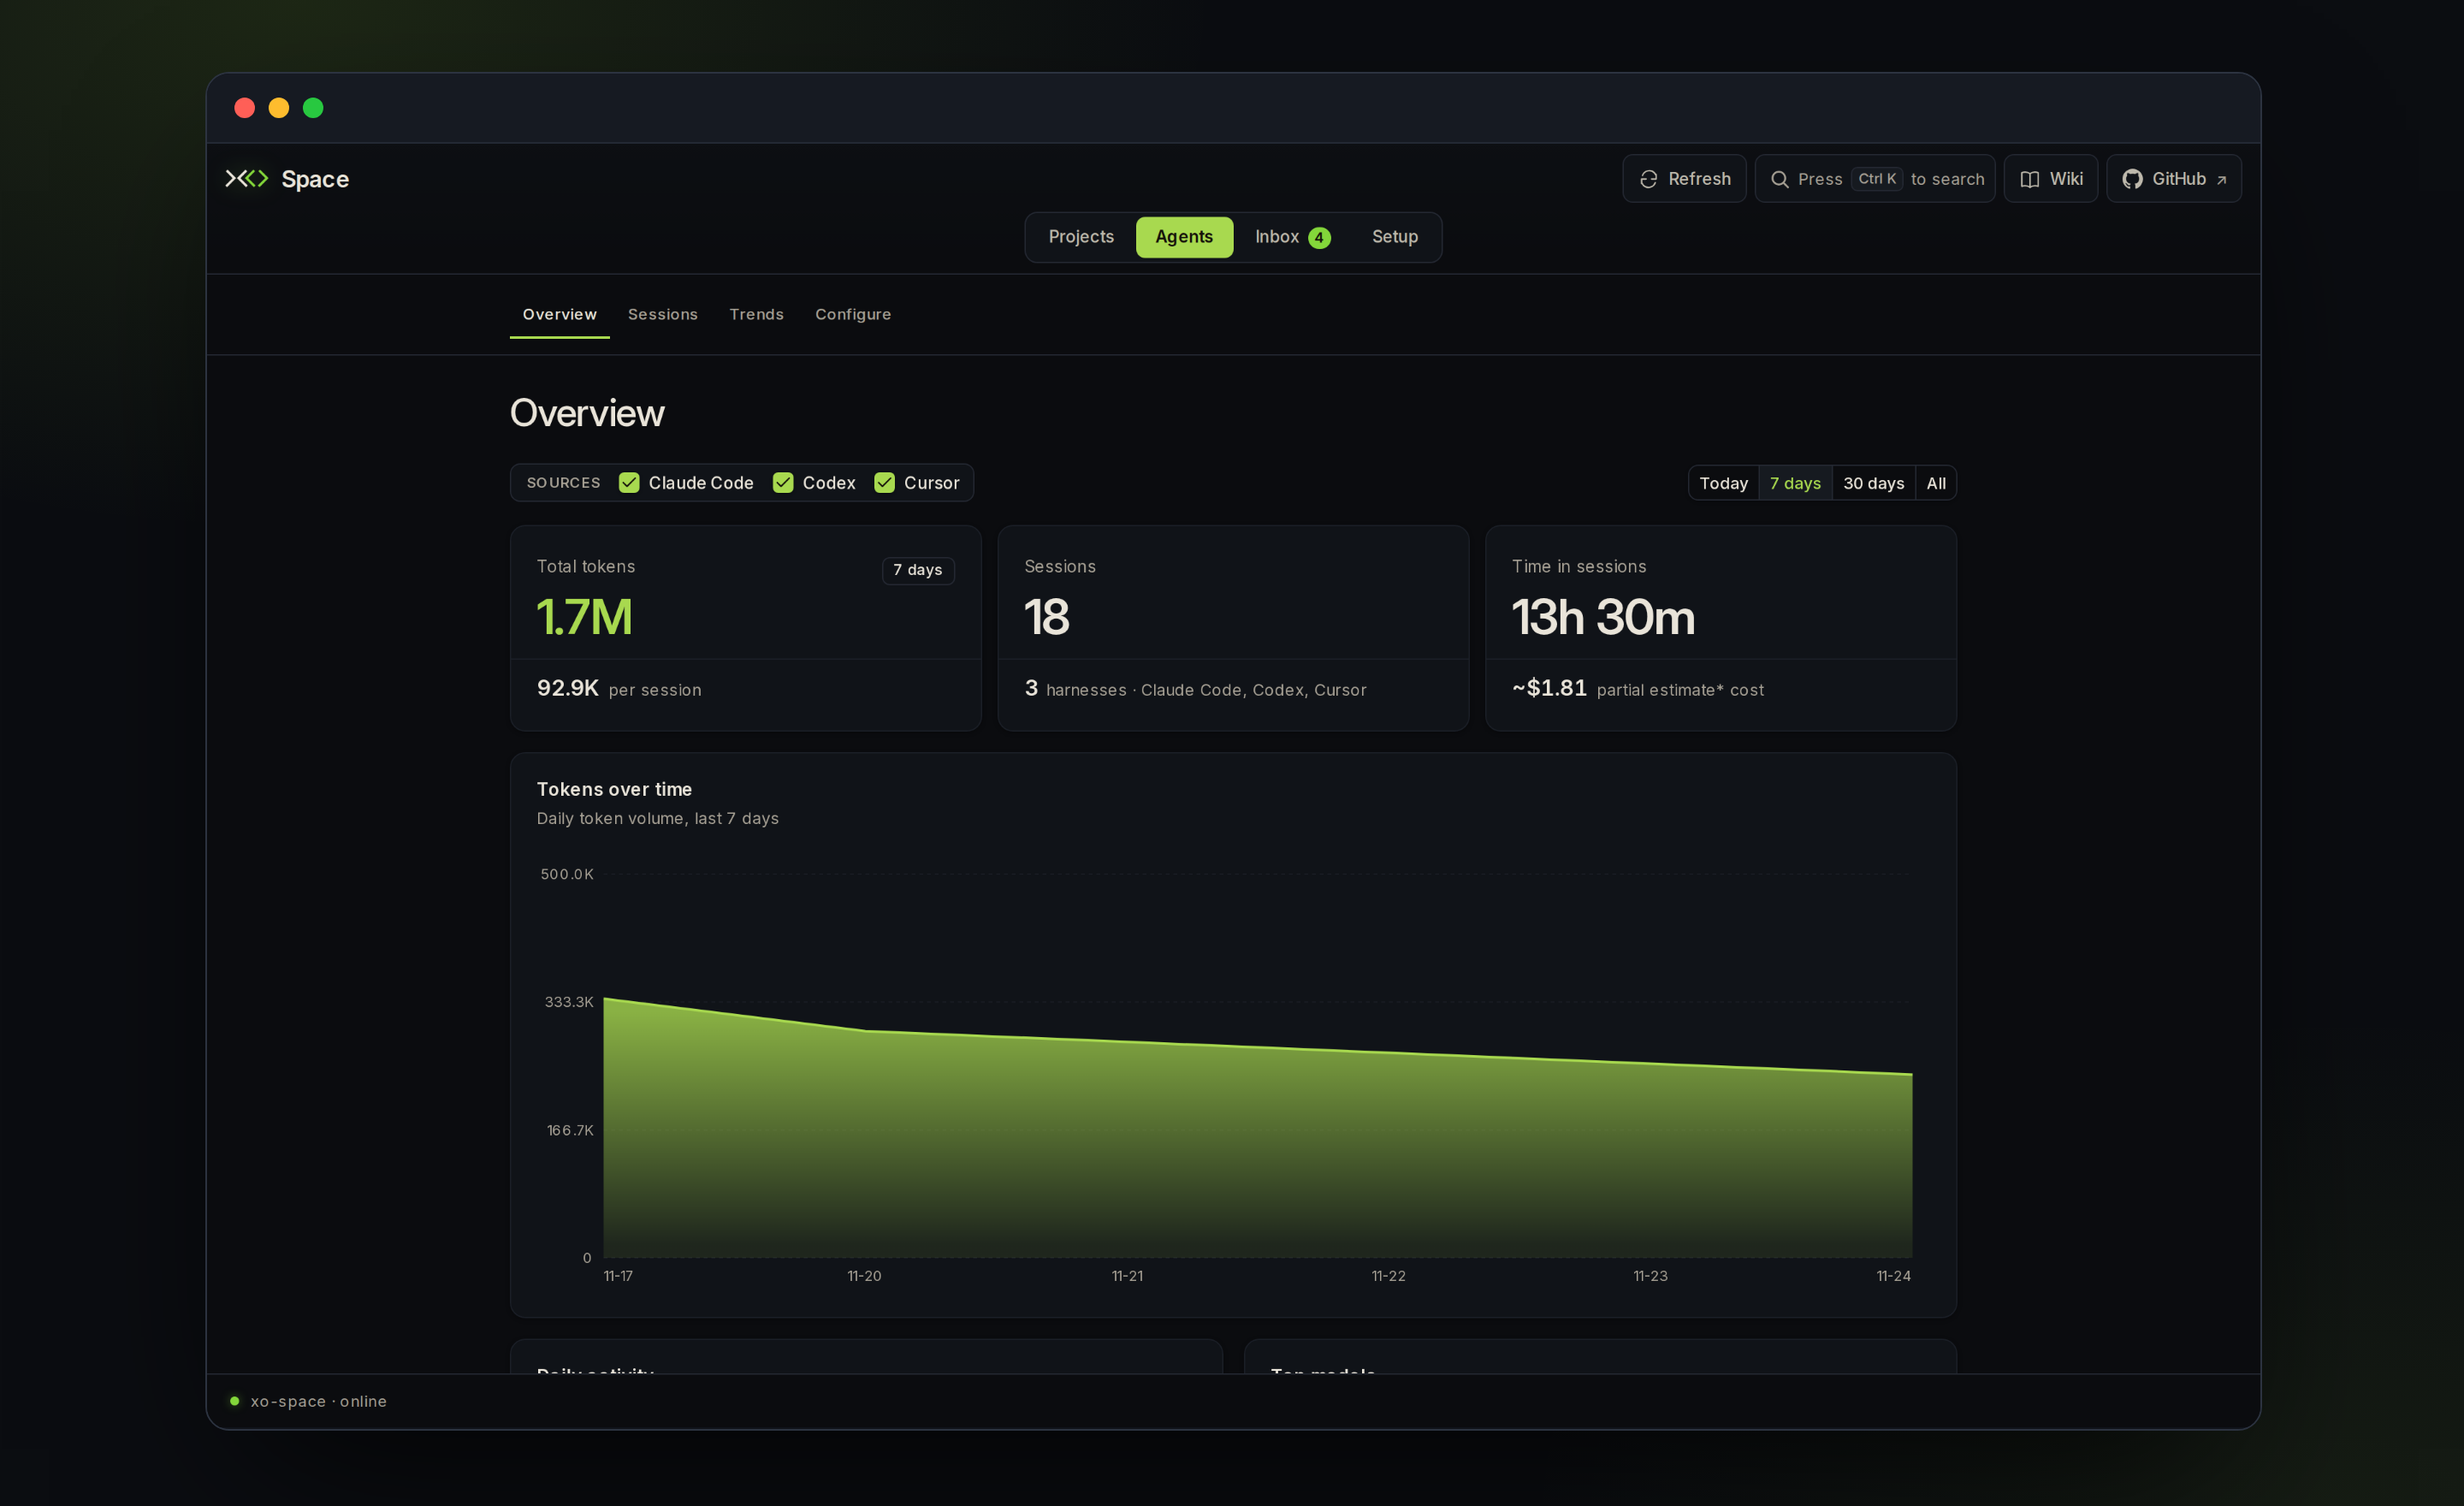 Space
Refresh
Press Ctrl K to search
Wiki
GitHub
Projects
Agents
Inbox 4
Setup
Overview
Sessions
Trends
Configure
Overview
SOURCES Claude Code Codex Cursor
Today 7 days 30 days All
Total tokens
7 days
1.7M
92.9K per session
Sessions
18
3 harnesses · Claude Code, Codex, Cursor
Time in sessions
13h 30m
~$1.81 partial estimate* cost
Tokens over time
Daily token volume, last 7 days
500.0K
333.3K
166.7K
0
11-17 11-20 11-21 11-22 11-23 11-24
Daily activity
Top models
xo-space · online